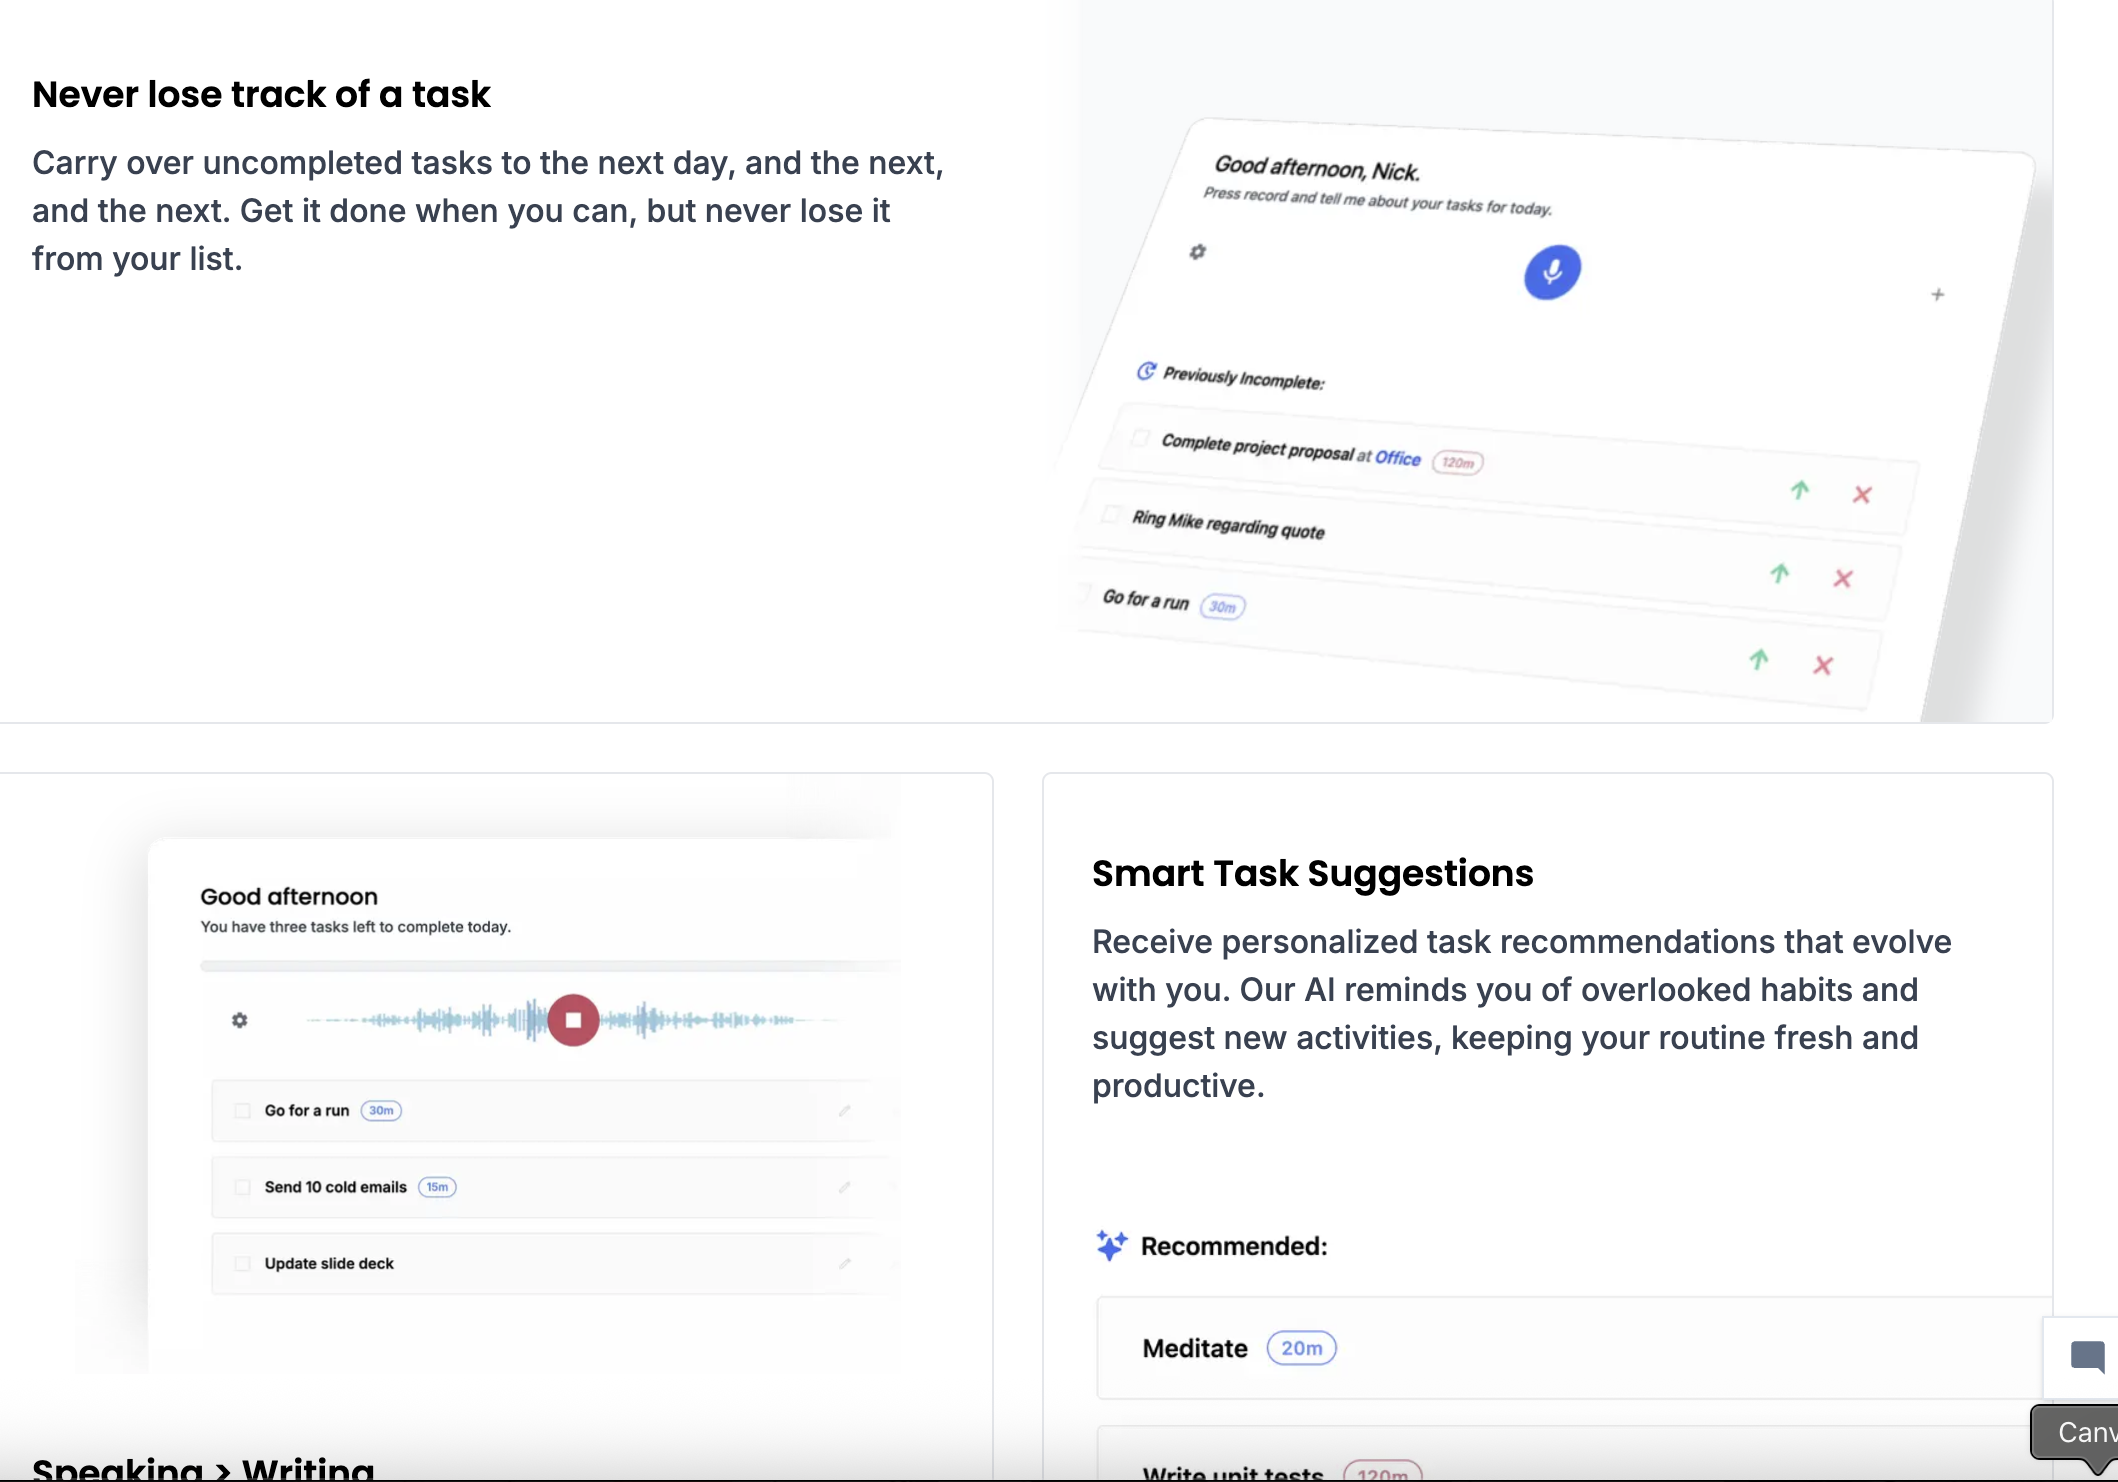 Never lose track of a task
Carry over uncompleted tasks to the next day, and the next,
and the next. Get it done when you can, but never lose it
from your list.
Good afternoon, Nick.
Press record and tell me about your tasks for today.
+
Previously Incomplete:
Complete project proposal at Office 120m
Ring Mike regarding quote
Go for a run 30m
Good afternoon
You have three tasks left to complete today.
Go for a run 30m
Send 10 cold emails 15m
Update slide deck
Speaking > Writing
Smart Task Suggestions
Receive personalized task recommendations that evolve
with you. Our AI reminds you of overlooked habits and
suggest new activities, keeping your routine fresh and
productive.
Recommended:
Meditate 20m
Write unit tests 120m
Canv